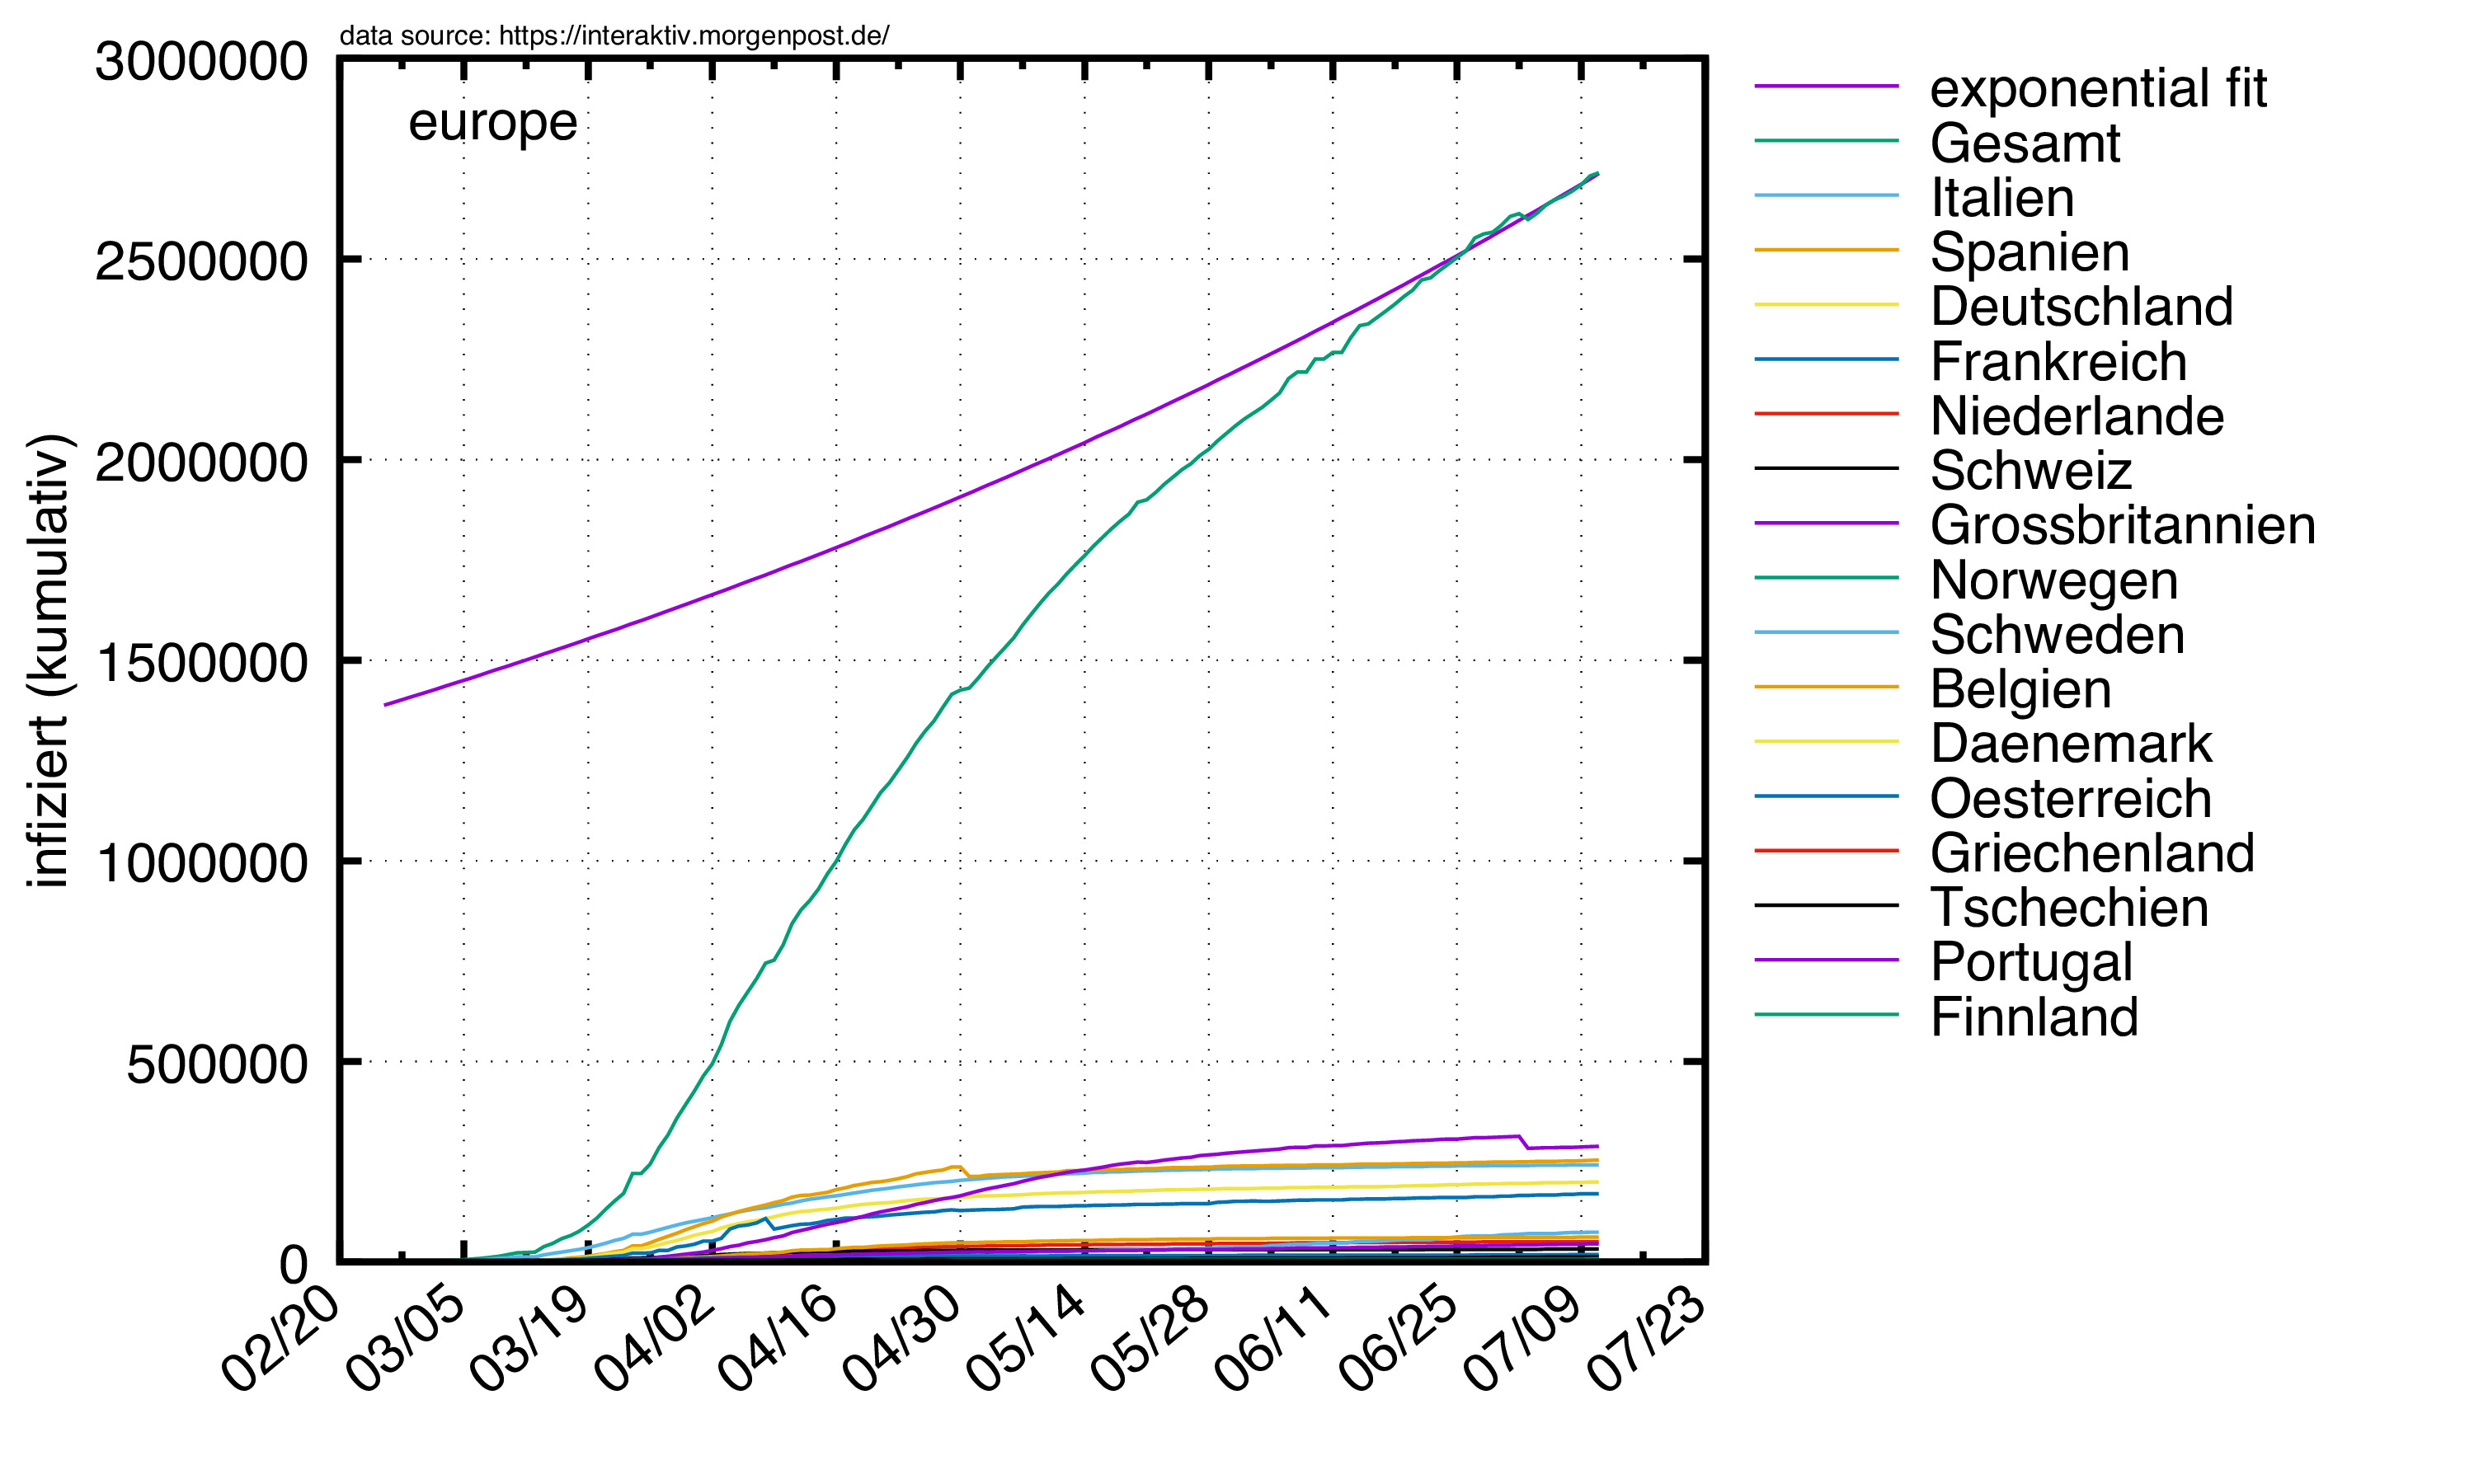 data source: https://interaktiv.morgenpost.de/
europe
infiziert (kumulativ)
3000000
2500000
2000000
1500000
1000000
500000
0
02/20
03/05
03/19
04/02
04/16
04/30
05/14
05/28
06/11
06/25
07/09
07/23
exponential fit
Gesamt
Italien
Spanien
Deutschland
Frankreich
Niederlande
Schweiz
Grossbritannien
Norwegen
Schweden
Belgien
Daenemark
Oesterreich
Griechenland
Tschechien
Portugal
Finnland